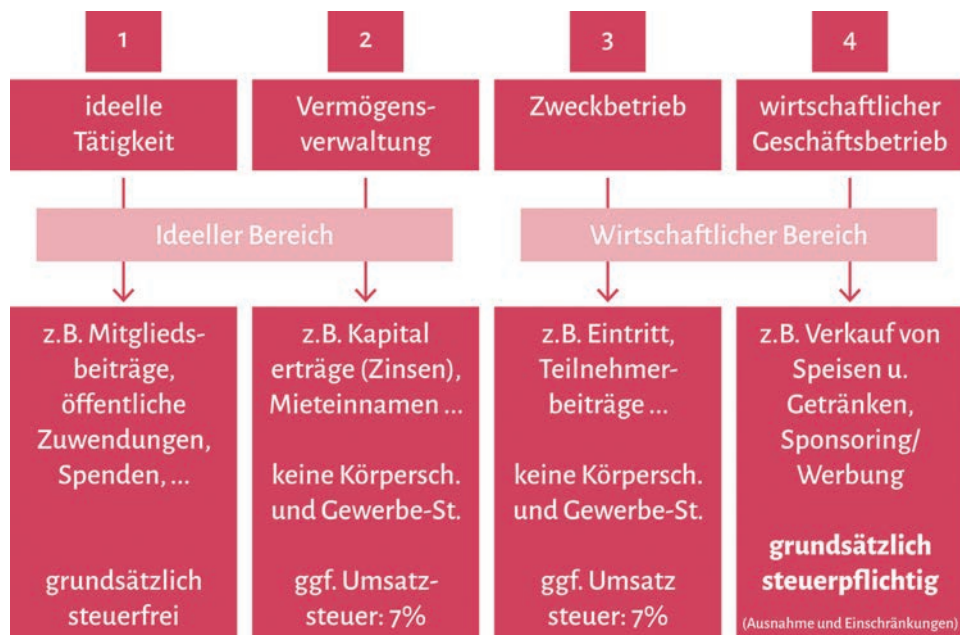 1
ideelle
Tätigkeit
2
Vermögens-
verwaltung
3
Zweckbetrieb
4
wirtschaftlicher
Geschäftsbetrieb
Ideeller Bereich
Wirtschaftlicher Bereich
z.B. Mitglieds-
beiträge,
öffentliche
Zuwendungen,
Spenden, ...
grundsätzlich
steuerfrei
z.B. Kapital
erträge (Zinsen),
Mieteinnamen ...
keine Körpersch.
und Gewerbe-St.
ggf. Umsatz-
steuer: 7%
z.B. Eintritt,
Teilnehmer-
beiträge ...
keine Körpersch.
und Gewerbe-St.
ggf. Umsatz
steuer: 7%
z.B. Verkauf von
Speisen u.
Getränken,
Sponsoring/
Werbung
grundsätzlich
steuerpflichtig
(Ausnahme und Einschränkungen)